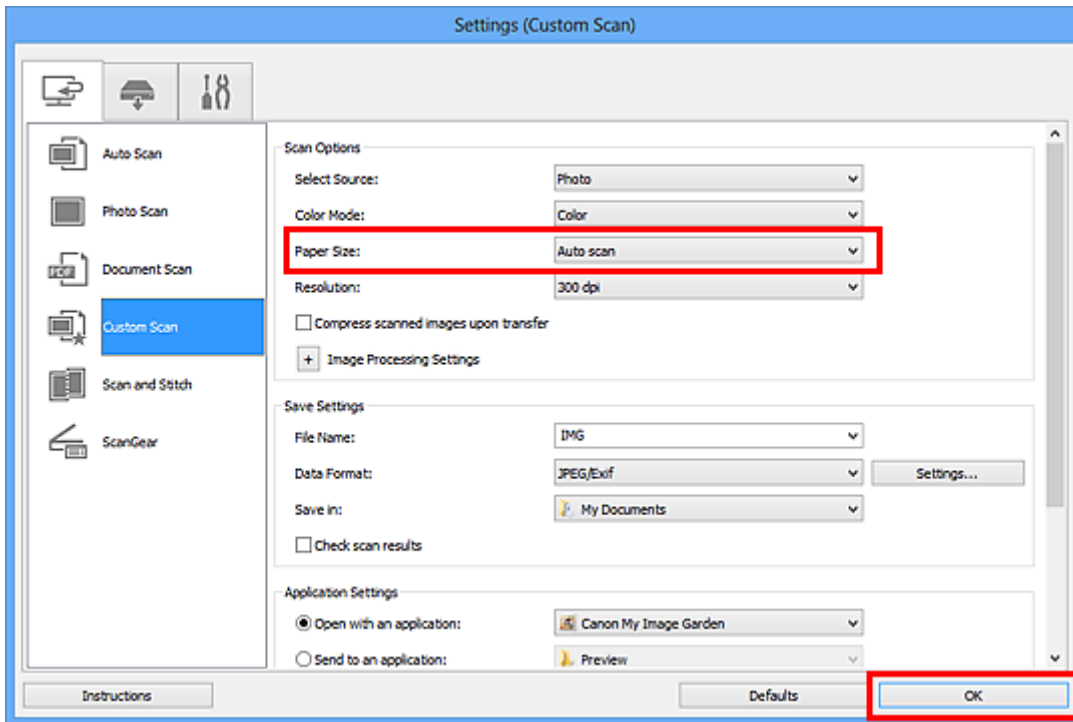 Settings (Custom Scan)
Auto Scan
Photo Scan
Document Scan
Custom Scan
Scan and Stitch
ScanGear
Scan Options
Select Source: Photo
Color Mode: Color
Paper Size: Auto scan
Resolution: 300 dpi
Compress scanned images upon transfer
+ Image Processing Settings
Save Settings
File Name: IMG
Data Format: JPEG/Exif Settings...
Save in: My Documents
Check scan results
Application Settings
Open with an application: Canon My Image Garden
Send to an application: Preview
Instructions Defaults OK